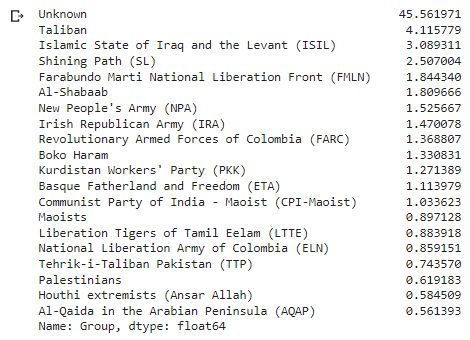 Unknown 45.561971
Taliban 4.115779
Islamic State of Iraq and the Levant (ISIL) 3.089311
Shining Path (SL) 2.507004
Farabundo Marti National Liberation Front (FMLN) 1.844340
Al-Shabaab 1.809666
New People's Army (NPA) 1.525667
Irish Republican Army (IRA) 1.470078
Revolutionary Armed Forces of Colombia (FARC) 1.368807
Boko Haram 1.330831
Kurdistan Workers' Party (PKK) 1.271389
Basque Fatherland and Freedom (ETA) 1.113979
Communist Party of India - Maoist (CPI-Maoist) 1.033623
Maoists 0.897128
Liberation Tigers of Tamil Eelam (LTTE) 0.883918
National Liberation Army of Colombia (ELN) 0.859151
Tehrik-i-Taliban Pakistan (TTP) 0.743570
Palestinians 0.619183
Houthi extremists (Ansar Allah) 0.584509
Al-Qaida in the Arabian Peninsula (AQAP) 0.561393
Name: Group, dtype: float64